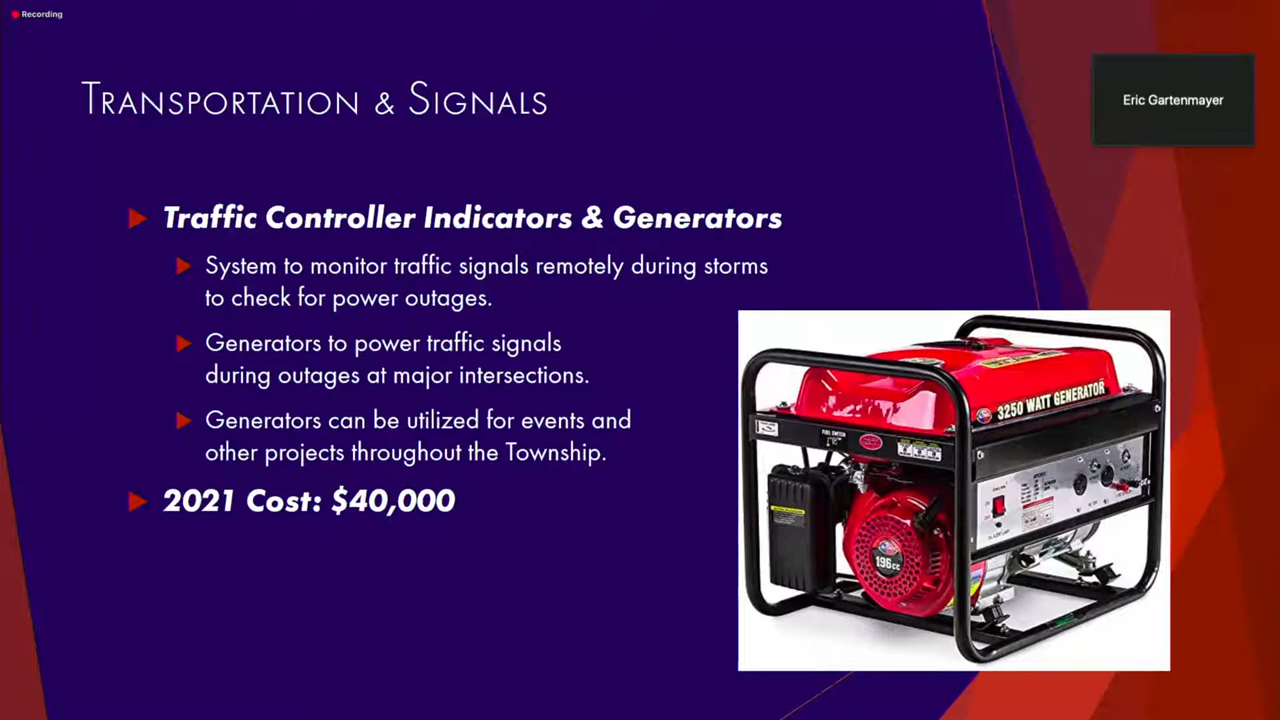 Recording
TRANSPORTATION & SIGNALS
Eric Gartenmayer
Traffic Controller Indicators & Generators
System to monitor traffic signals remotely during storms
to check for power outages.
Generators to power traffic signals
during outages at major intersections.
Generators can be utilized for events and
other projects throughout the Township.
2021 Cost: $40,000
3250 WATT GENERATOR
FUEL SWITCH
196cc